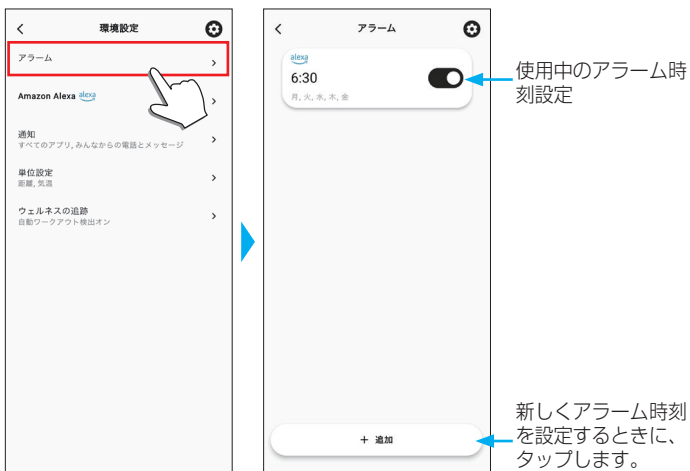 環境設定
アラーム
Amazon Alexa alexa
通知
すべてのアプリ, みんなからの電話とメッセージ
単位設定
距離, 気温
ウェルネスの追跡
自動ワークアウト検出オン
アラーム
alexa
6:30
月, 火, 水, 木, 金
+ 追加
使用中のアラーム時
刻設定
新しくアラーム時刻
を設定するときに、
タップします。